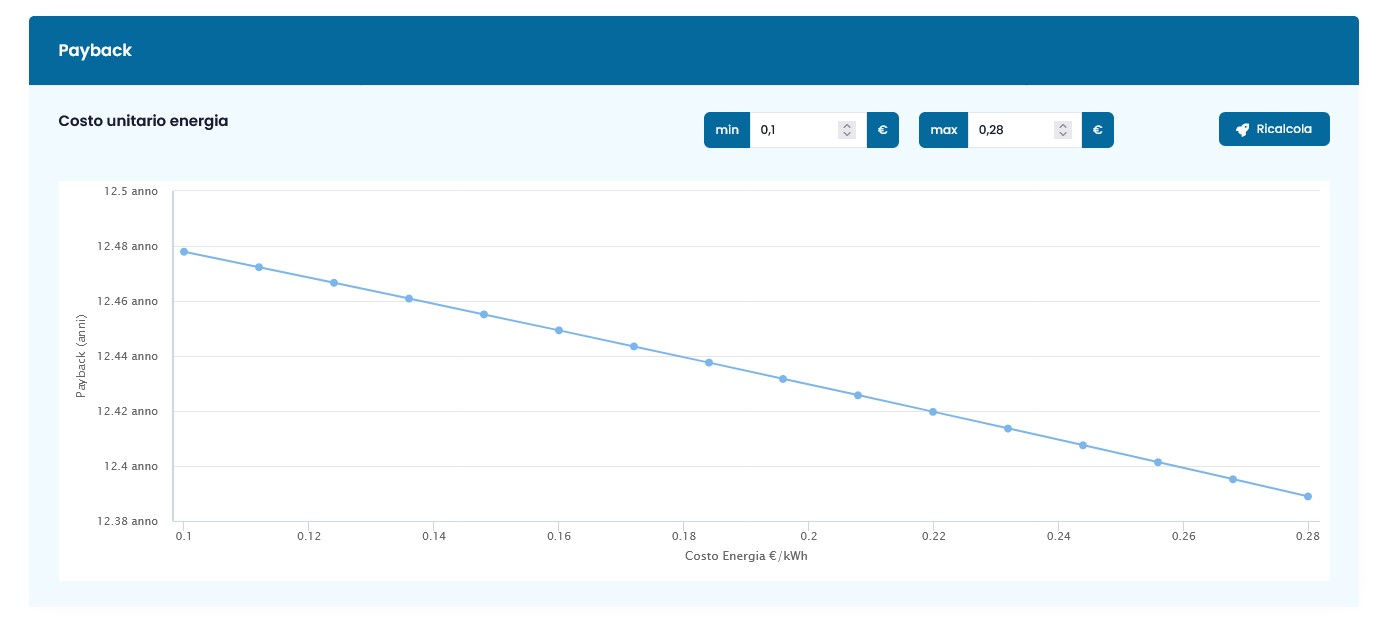 Payback
Costo unitario energia
min 0,1 €
max 0,28 €
Ricalcola
12.5 anno
12.48 anno
12.46 anno
12.44 anno
12.42 anno
12.4 anno
12.38 anno
Payback (anni)
0.1 0.12 0.14 0.16 0.18 0.2 0.22 0.24 0.26 0.28
Costo Energia €/kWh